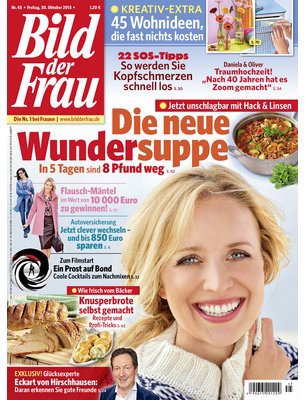 Nr. 45 • Freitag, 30. Oktober 2015 • 1,20 €
Bild
der
Frau
Die Nr. 1 bei Frauen | www.bildderfrau.de
• KREATIV-EXTRA
45 Wohnideen,
die fast nichts kosten
22 SOS-Tipps
So werden Sie
Kopfschmerzen
schnell los S. 50
Daniela & Oliver
Traumhochzeit!
„Nach 40 Jahren hat es
Zoom gemacht“ S. 34
• Jetzt unschlagbar mit Hack & Linsen
Die neue
Wundersuppe
In 5 Tagen sind 8 Pfund weg S. 62
Flausch-Mäntel
im Wert von 10 000 Euro
zu gewinnen!
Autoversicherung
Jetzt clever wechseln –
und bis 850 Euro
sparen
Zum Filmstart
Ein Prost auf Bond
Coole Cocktails zum Nachmixen
• Wie frisch vom Bäcker
Knusperbrote
selbst gemacht
Rezepte und
Profi-Tricks
EXKLUSIV! Glücksexperte
Eckart von Hirschhausen:
Daran erkennen Sie gute Freunde